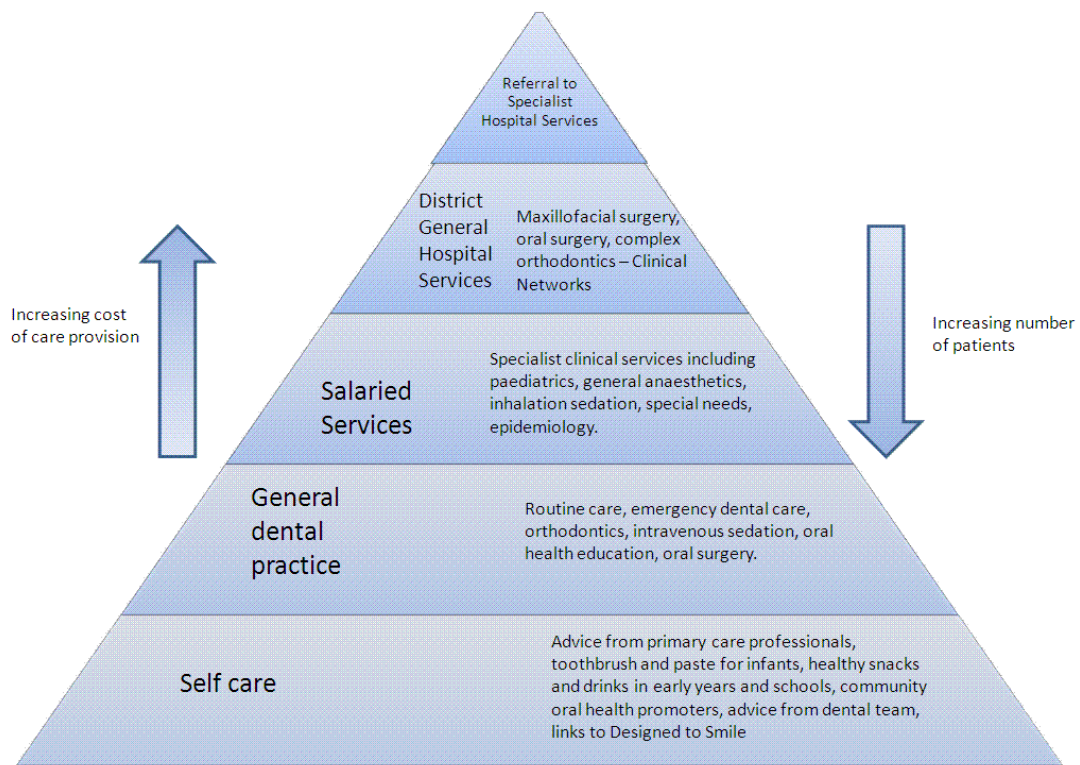 Referral to
Specialist
Hospital Services
District
General
Hospital
Services
Maxillofacial surgery,
oral surgery, complex
orthodontics – Clinical
Networks
Increasing cost
of care provision
Increasing number
of patients
Salaried
Services
Specialist clinical services including
paediatrics, general anaesthetics,
inhalation sedation, special needs,
epidemiology.
General
dental
practice
Routine care, emergency dental care,
orthodontics, intravenous sedation, oral
health education, oral surgery.
Self care
Advice from primary care professionals,
toothbrush and paste for infants, healthy snacks
and drinks in early years and schools, community
oral health promoters, advice from dental team,
links to Designed to Smile